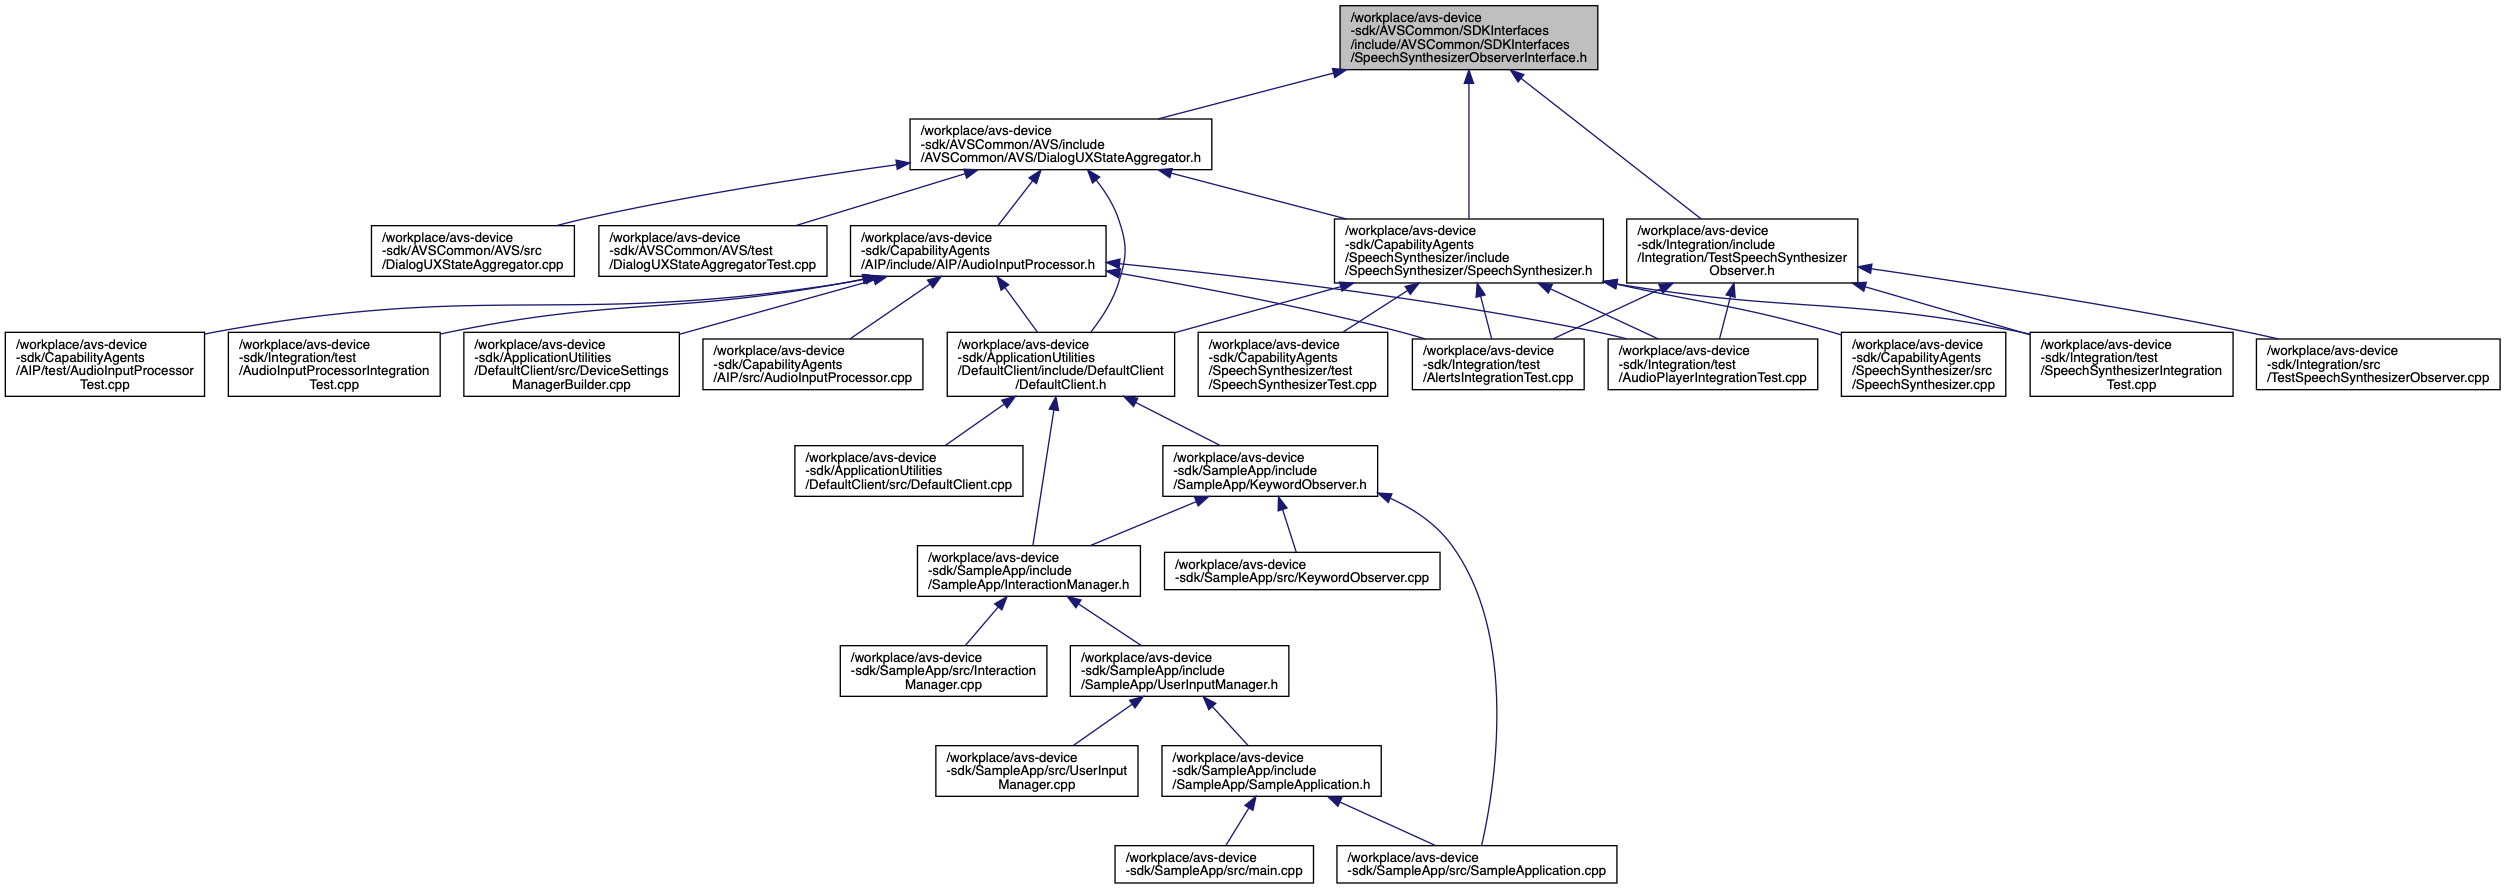 /workplace/avs-device
-sdk/AVSCommon/SDKInterfaces
/include/AVSCommon/SDKInterfaces
/SpeechSynthesizerObserverInterface.h
/workplace/avs-device
-sdk/AVSCommon/AVS/include
/AVSCommon/AVS/DialogUXStateAggregator.h
/workplace/avs-device
-sdk/AVSCommon/AVS/src
/DialogUXStateAggregator.cpp
/workplace/avs-device
-sdk/AVSCommon/AVS/test
/DialogUXStateAggregatorTest.cpp
/workplace/avs-device
-sdk/CapabilityAgents
/AIP/include/AIP/AudioInputProcessor.h
/workplace/avs-device
-sdk/CapabilityAgents
/SpeechSynthesizer/include
/SpeechSynthesizer/SpeechSynthesizer.h
/workplace/avs-device
-sdk/Integration/include
/Integration/TestSpeechSynthesizer
Observer.h
/workplace/avs-device
-sdk/CapabilityAgents
/AIP/test/AudioInputProcessor
Test.cpp
/workplace/avs-device
-sdk/Integration/test
/AudioInputProcessorIntegration
Test.cpp
/workplace/avs-device
-sdk/ApplicationUtilities
/DefaultClient/src/DeviceSettings
ManagerBuilder.cpp
/workplace/avs-device
-sdk/CapabilityAgents
/AIP/src/AudioInputProcessor.cpp
/workplace/avs-device
-sdk/ApplicationUtilities
/DefaultClient/include/DefaultClient
/DefaultClient.h
/workplace/avs-device
-sdk/CapabilityAgents
/SpeechSynthesizer/test
/SpeechSynthesizerTest.cpp
/workplace/avs-device
-sdk/Integration/test
/AlertsIntegrationTest.cpp
/workplace/avs-device
-sdk/Integration/test
/AudioPlayerIntegrationTest.cpp
/workplace/avs-device
-sdk/CapabilityAgents
/SpeechSynthesizer/src
/SpeechSynthesizer.cpp
/workplace/avs-device
-sdk/Integration/test
/SpeechSynthesizerIntegration
Test.cpp
/workplace/avs-device
-sdk/Integration/src
/TestSpeechSynthesizerObserver.cpp
/workplace/avs-device
-sdk/ApplicationUtilities
/DefaultClient/src/DefaultClient.cpp
/workplace/avs-device
-sdk/SampleApp/include
/SampleApp/KeywordObserver.h
/workplace/avs-device
-sdk/SampleApp/include
/SampleApp/InteractionManager.h
/workplace/avs-device
-sdk/SampleApp/src/KeywordObserver.cpp
/workplace/avs-device
-sdk/SampleApp/src/Interaction
Manager.cpp
/workplace/avs-device
-sdk/SampleApp/include
/SampleApp/UserInputManager.h
/workplace/avs-device
-sdk/SampleApp/src/UserInput
Manager.cpp
/workplace/avs-device
-sdk/SampleApp/include
/SampleApp/SampleApplication.h
/workplace/avs-device
-sdk/SampleApp/src/main.cpp
/workplace/avs-device
-sdk/SampleApp/src/SampleApplication.cpp